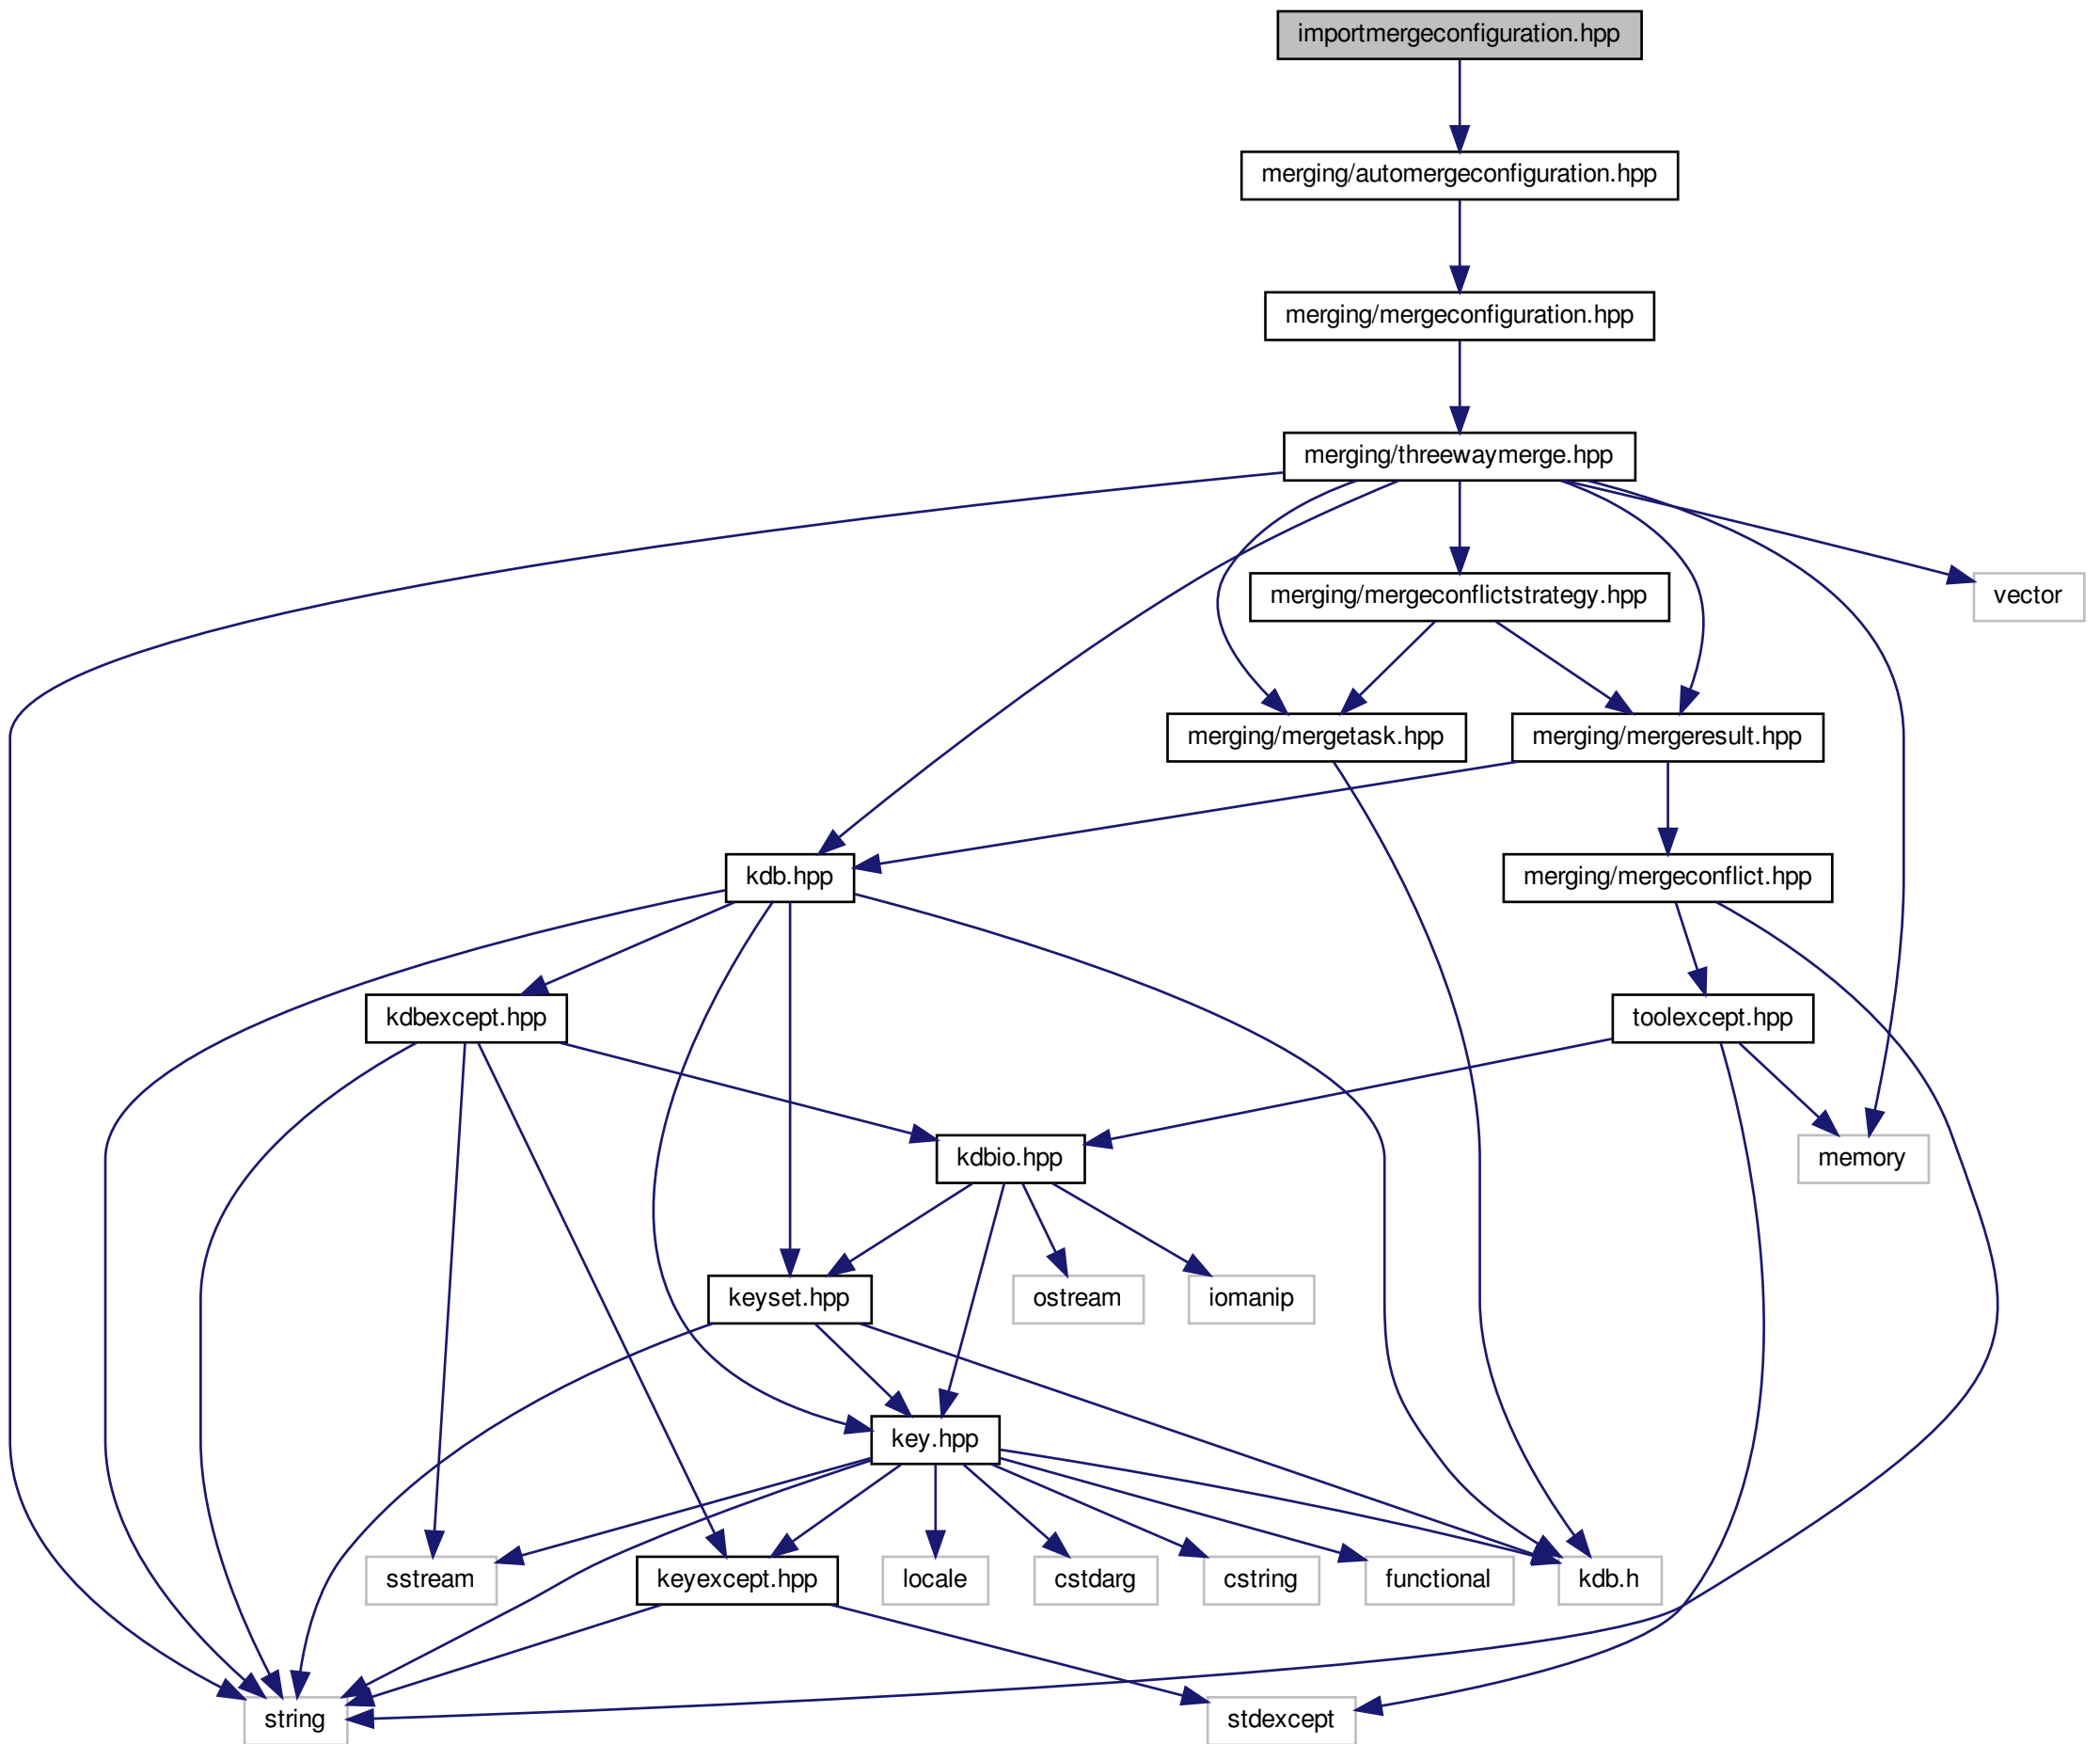 importmergeconfiguration.hpp
merging/automergeconfiguration.hpp
merging/mergeconfiguration.hpp
merging/threewaymerge.hpp
merging/mergeconflictstrategy.hpp
vector
merging/mergetask.hpp
merging/mergeresult.hpp
kdb.hpp
merging/mergeconflict.hpp
kdbexcept.hpp
toolexcept.hpp
kdbio.hpp
memory
keyset.hpp
ostream
iomanip
key.hpp
sstream
keyexcept.hpp
locale
cstdarg
cstring
functional
kdb.h
string
stdexcept